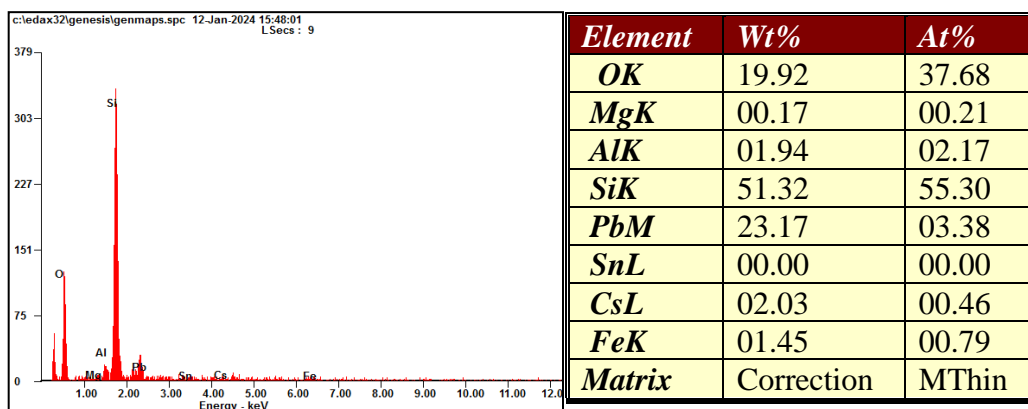 c:\edax32\genesis\genmaps.spc 12-Jan-2024 15:48:01
LSecs : 9
379
303
227
151
75
0
Si
O
Al
Mg
Pb
Sn
Cs
Fe
1.00 2.00 3.00 4.00 5.00 6.00 7.00 8.00 9.00 10.00 11.00 12.0
Energy - keV
Element Wt% At%
OK 19.92 37.68
MgK 00.17 00.21
AlK 01.94 02.17
SiK 51.32 55.30
PbM 23.17 03.38
SnL 00.00 00.00
CsL 02.03 00.46
FeK 01.45 00.79
Matrix Correction MThin